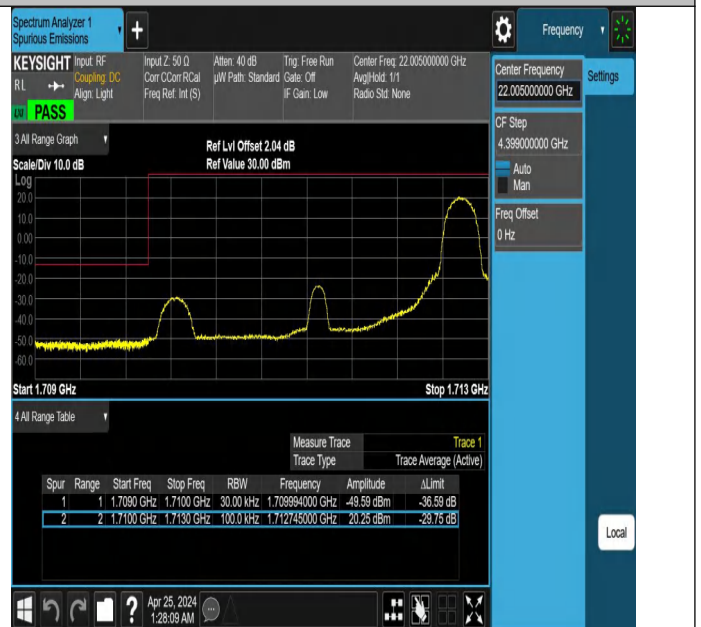 Spectrum Analyzer 1
Spurious Emissions
Frequency
KEYSIGHT
RL
Input: RF
Coupling: DC
Align: Light
Input Z: 50 Ω
Corr CCorr RCal
Freq Ref: Int (S)
Atten: 40 dB
µW Path: Standard
Trig: Free Run
Gate: Off
IF Gain: Low
Center Freq: 22.005000000 GHz
Avg|Hold: 1/1
Radio Std: None
PASS
Center Frequency
22.005000000 GHz
Settings
CF Step
4.399000000 GHz
Auto
Man
Freq Offset
0 Hz
3 All Range Graph
Scale/Div 10.0 dB
Ref Lvl Offset 2.04 dB
Ref Value 30.00 dBm
Log
20.0
10.0
0.00
-10.0
-20.0
-30.0
-40.0
-50.0
-60.0
Start 1.709 GHz Stop 1.713 GHz
4 All Range Table
Measure Trace Trace 1
Trace Type Trace Average (Active)
Spur Range Start Freq Stop Freq RBW Frequency Amplitude ΔLimit
1 1 1.7090 GHz 1.7100 GHz 30.00 kHz 1.709994000 GHz -49.59 dBm -36.59 dB
2 2 1.7100 GHz 1.7130 GHz 100.0 kHz 1.712745000 GHz 20.25 dBm -29.75 dB
Local
Apr 25, 2024
1:28:09 AM